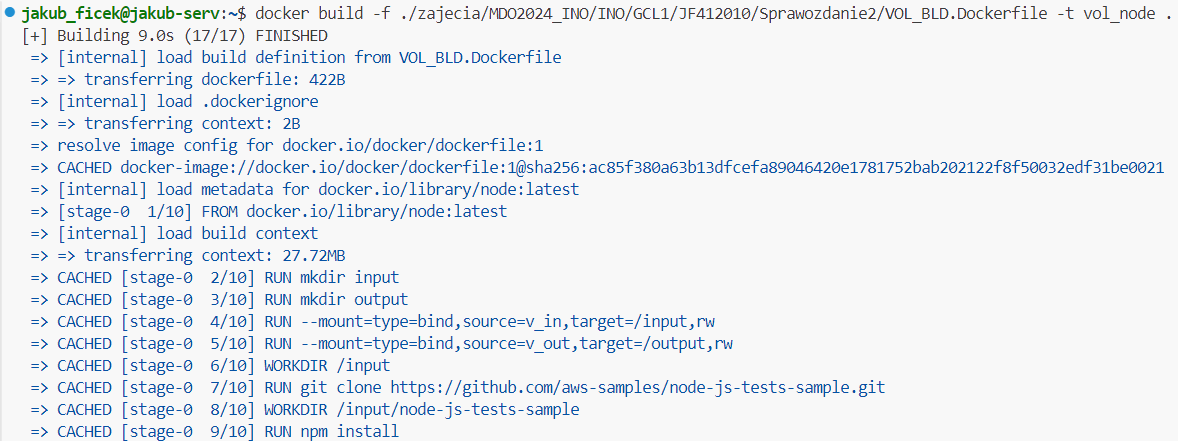 jakub_ficek@jakub-serv:~$ docker build -f ./zajecia/MDO2024_INO/INO/GCL1/JF412010/Sprawozdanie2/VOL_BLD.Dockerfile -t vol_node .
[+] Building 9.0s (17/17) FINISHED
=> [internal] load build definition from VOL_BLD.Dockerfile
=> => transferring dockerfile: 422B
=> [internal] load .dockerignore
=> => transferring context: 2B
=> resolve image config for docker.io/docker/dockerfile:1
=> CACHED docker-image://docker.io/docker/dockerfile:1@sha256:ac85f380a63b13dfcefa89046420e1781752bab202122f8f50032edf31be0021
=> [internal] load metadata for docker.io/library/node:latest
=> [stage-0  1/10] FROM docker.io/library/node:latest
=> [internal] load build context
=> => transferring context: 27.72MB
=> CACHED [stage-0  2/10] RUN mkdir input
=> CACHED [stage-0  3/10] RUN mkdir output
=> CACHED [stage-0  4/10] RUN --mount=type=bind,source=v_in,target=/input,rw
=> CACHED [stage-0  5/10] RUN --mount=type=bind,source=v_out,target=/output,rw
=> CACHED [stage-0  6/10] WORKDIR /input
=> CACHED [stage-0  7/10] RUN git clone https://github.com/aws-samples/node-js-tests-sample.git
=> CACHED [stage-0  8/10] WORKDIR /input/node-js-tests-sample
=> CACHED [stage-0  9/10] RUN npm install